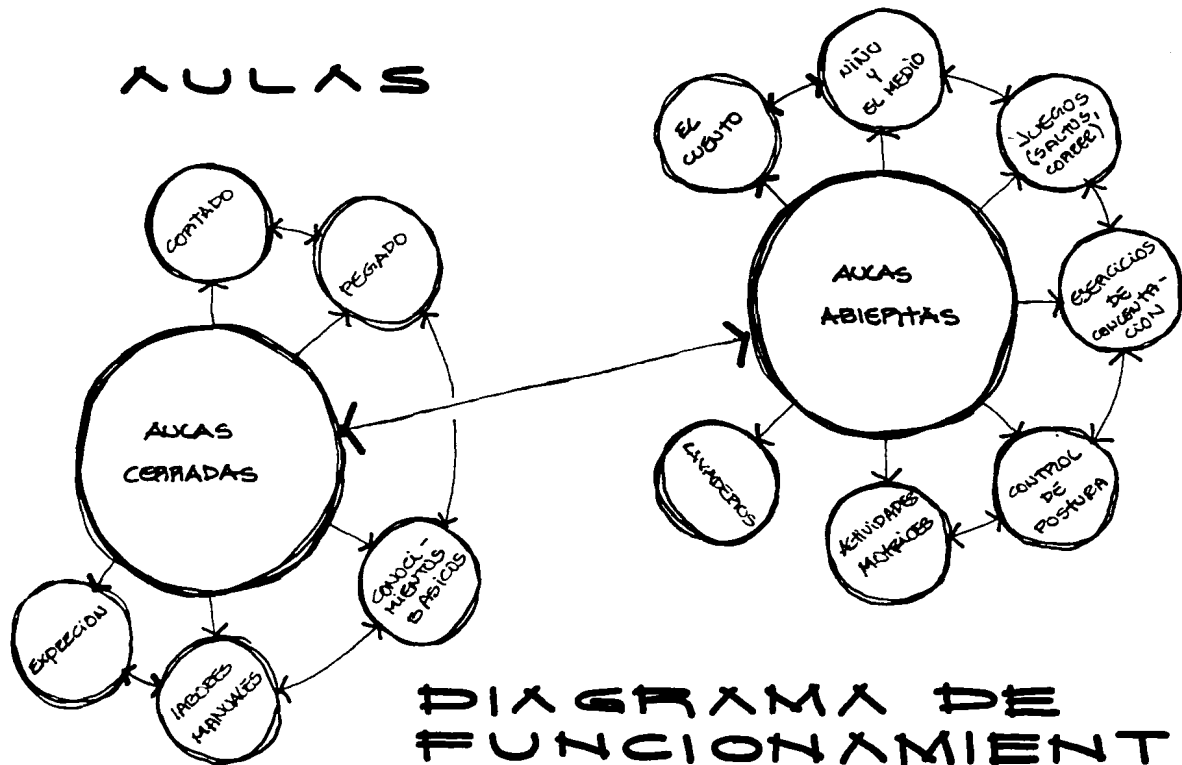 AULAS
CORTADO
PEGADO
AULAS
CERRADAS
EXPRECION
LABORES
MANUALES
CONOCI-
MIENTOS
BASICOS
EL
CUENTO
NIÑO
Y
EL MEDIO
JUEGOS
(SALTOS,
CORRER)
AULAS
ABIERTAS
EJERCICIOS
DE
CONCENTRA-
CION
CONTROL
DE
POSTURA
ACTIVIDADES
MOTRICES
LAVADEROS
DIAGRAMA DE
FUNCIONAMIENT